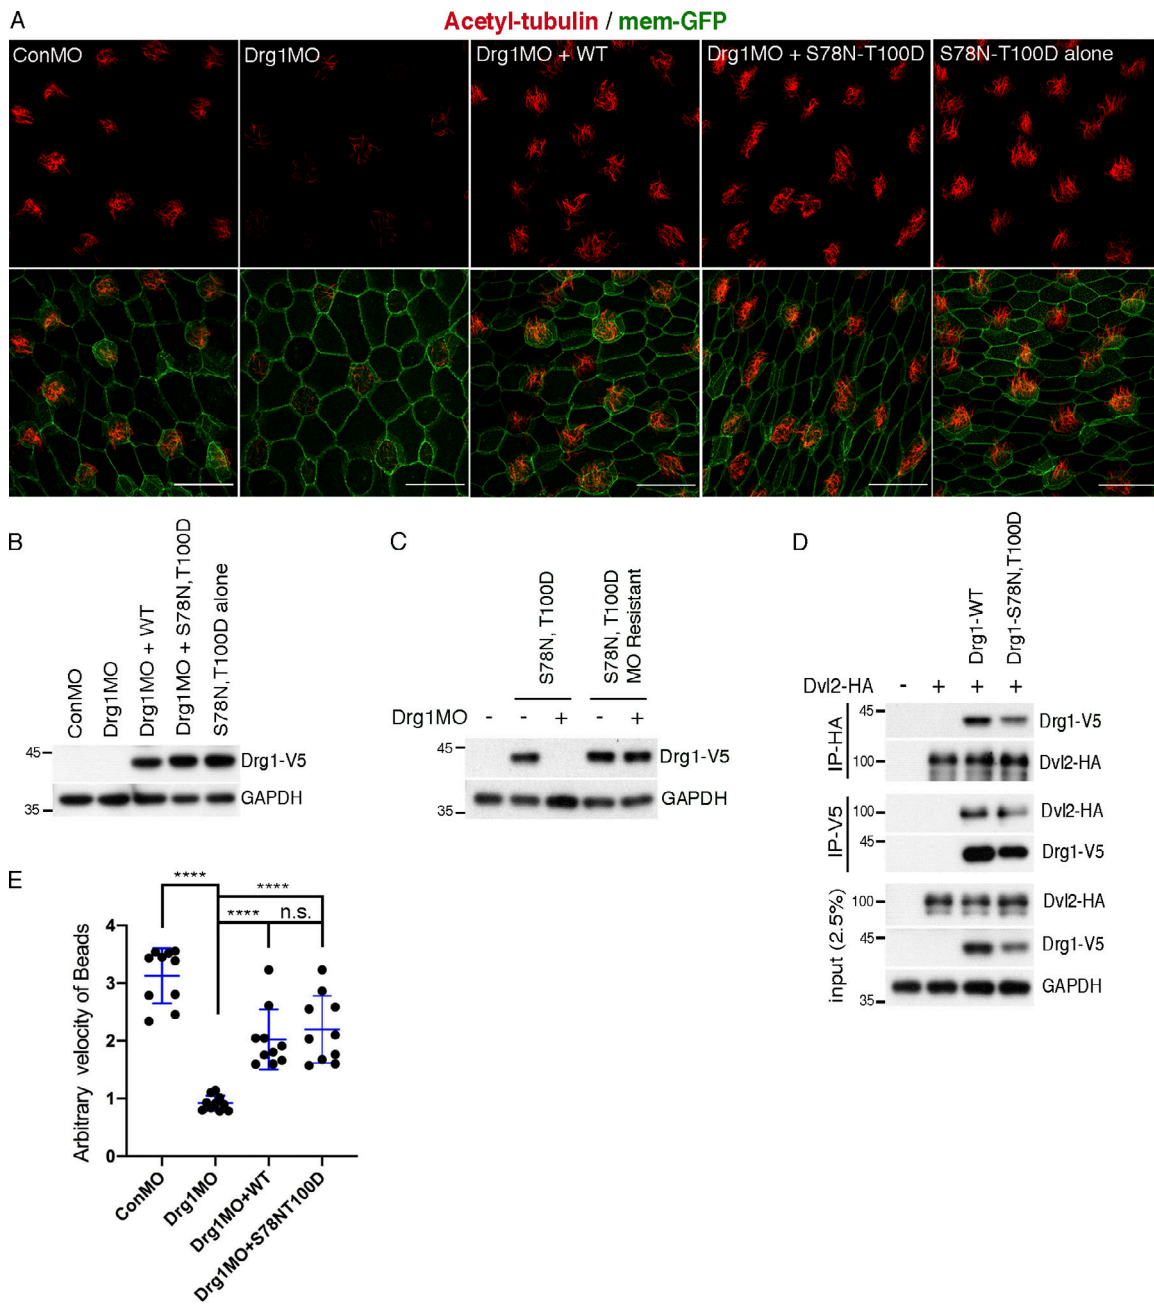 A
Acetyl-tubulin / mem-GFP
ConMO
Drg1MO
Drg1MO + WT
Drg1MO + S78N-T100D
S78N-T100D alone
B
ConMO
Drg1MO
Drg1MO + WT
Drg1MO + S78N,T100D
S78N,T100D alone
45
Drg1-V5
35
GAPDH
C
S78N, T100D
S78N, T100D
MO Resistant
Drg1MO - - + - +
45
Drg1-V5
35
GAPDH
D
Drg1-WT
Drg1-S78N,T100D
Dvl2-HA - + + +
IP-HA
45
Drg1-V5
100
Dvl2-HA
IP-V5
100
Dvl2-HA
45
Drg1-V5
input (2.5%)
100
Dvl2-HA
45
Drg1-V5
35
GAPDH
E
****
****
**** n.s.
Arbitrary velocity of Beads
4
3
2
1
0
ConMO
Drg1MO
Drg1MO+WT
Drg1MO+S78NT100D